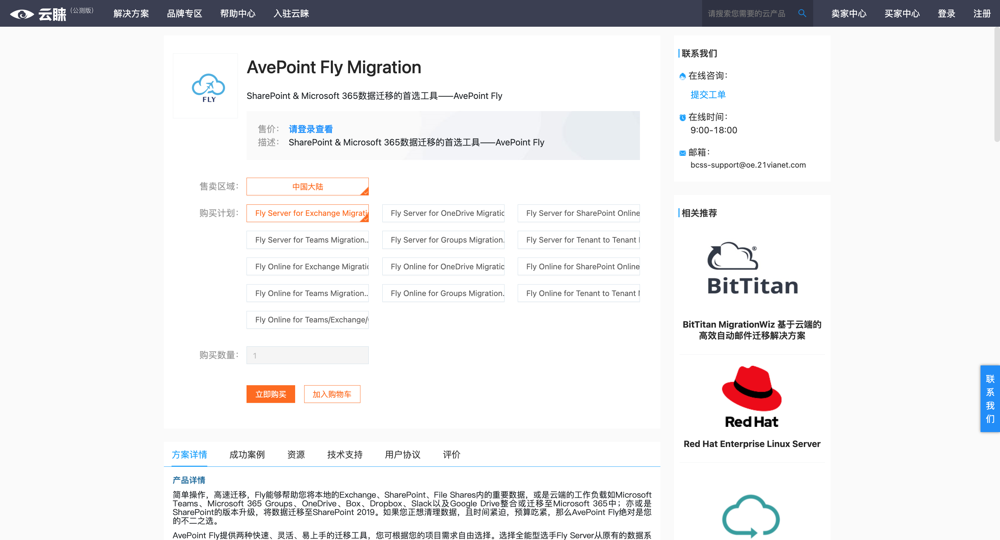 云睐 (公测版) 解决方案 品牌专区 帮助中心 入驻云睐 请搜索您需要的云产品 卖家中心 买家中心 登录 注册
FLY
AvePoint Fly Migration
SharePoint & Microsoft 365数据迁移的首选工具——AvePoint Fly
售价： 请登录查看
描述： SharePoint & Microsoft 365数据迁移的首选工具——AvePoint Fly
售卖区域： 中国大陆
购买计划： Fly Server for Exchange Migratio Fly Server for OneDrive Migratio Fly Server for SharePoint Online
Fly Server for Teams Migration.. Fly Server for Groups Migration. Fly Server for Tenant to Tenant
Fly Online for Exchange Migratio Fly Online for OneDrive Migratio Fly Online for SharePoint Online
Fly Online for Teams Migration.. Fly Online for Groups Migration. Fly Online for Tenant to Tenant
Fly Online for Teams/Exchange/
购买数量： 1
立即购买 加入购物车
方案详情 成功案例 资源 技术支持 用户协议 评价
产品详情
简单操作，高速迁移，Fly能够帮助您将本地的Exchange、SharePoint、File Shares内的重要数据，或是云端的工作负载如Microsoft
Teams、Microsoft 365 Groups、OneDrive、Box、Dropbox、Slack以及Google Drive整合或迁移至Microsoft 365中；亦或是
SharePoint的版本升级，将数据迁移至SharePoint 2019。如果您正想清理数据，且时间紧迫，预算吃紧，那么AvePoint Fly绝对是您
的不二之选。
AvePoint Fly提供两种快速、灵活、易上手的迁移工具，您可根据您的项目需求自由选择。选择全能型选手Fly Server从原有的数据系
联系我们
在线咨询：
提交工单
在线时间：
9:00-18:00
邮箱：
bcss-support@oe.21vianet.com
相关推荐
BitTitan®
BitTitan MigrationWiz 基于云端的
高效自动邮件迁移解决方案
Red Hat
Red Hat Enterprise Linux Server
联
系
我
们